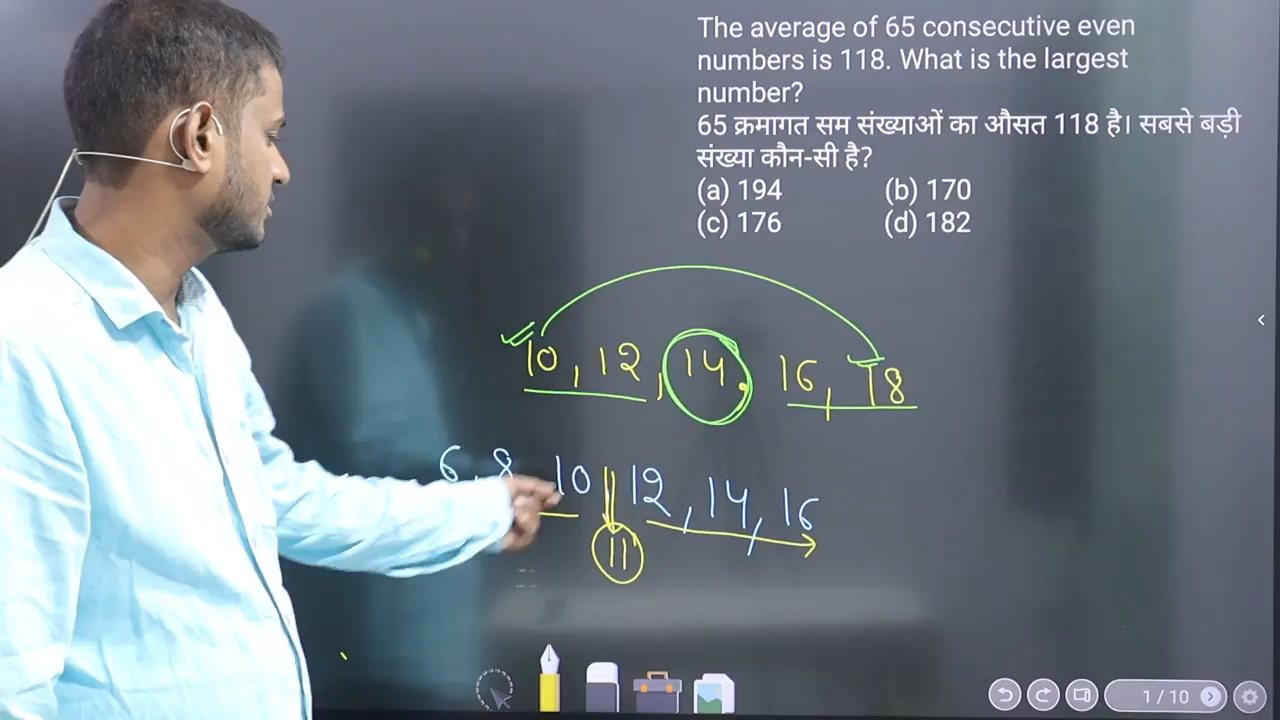 The average of 65 consecutive even
numbers is 118. What is the largest
number?
65 क्रमागत सम संख्याओं का औसत 118 है। सबसे बड़ी
संख्या कौन-सी है?
(a) 194 (b) 170
(c) 176 (d) 182
10, 12, 14, 16, 18
6, 8 10 12, 14, 16
11
1 / 10